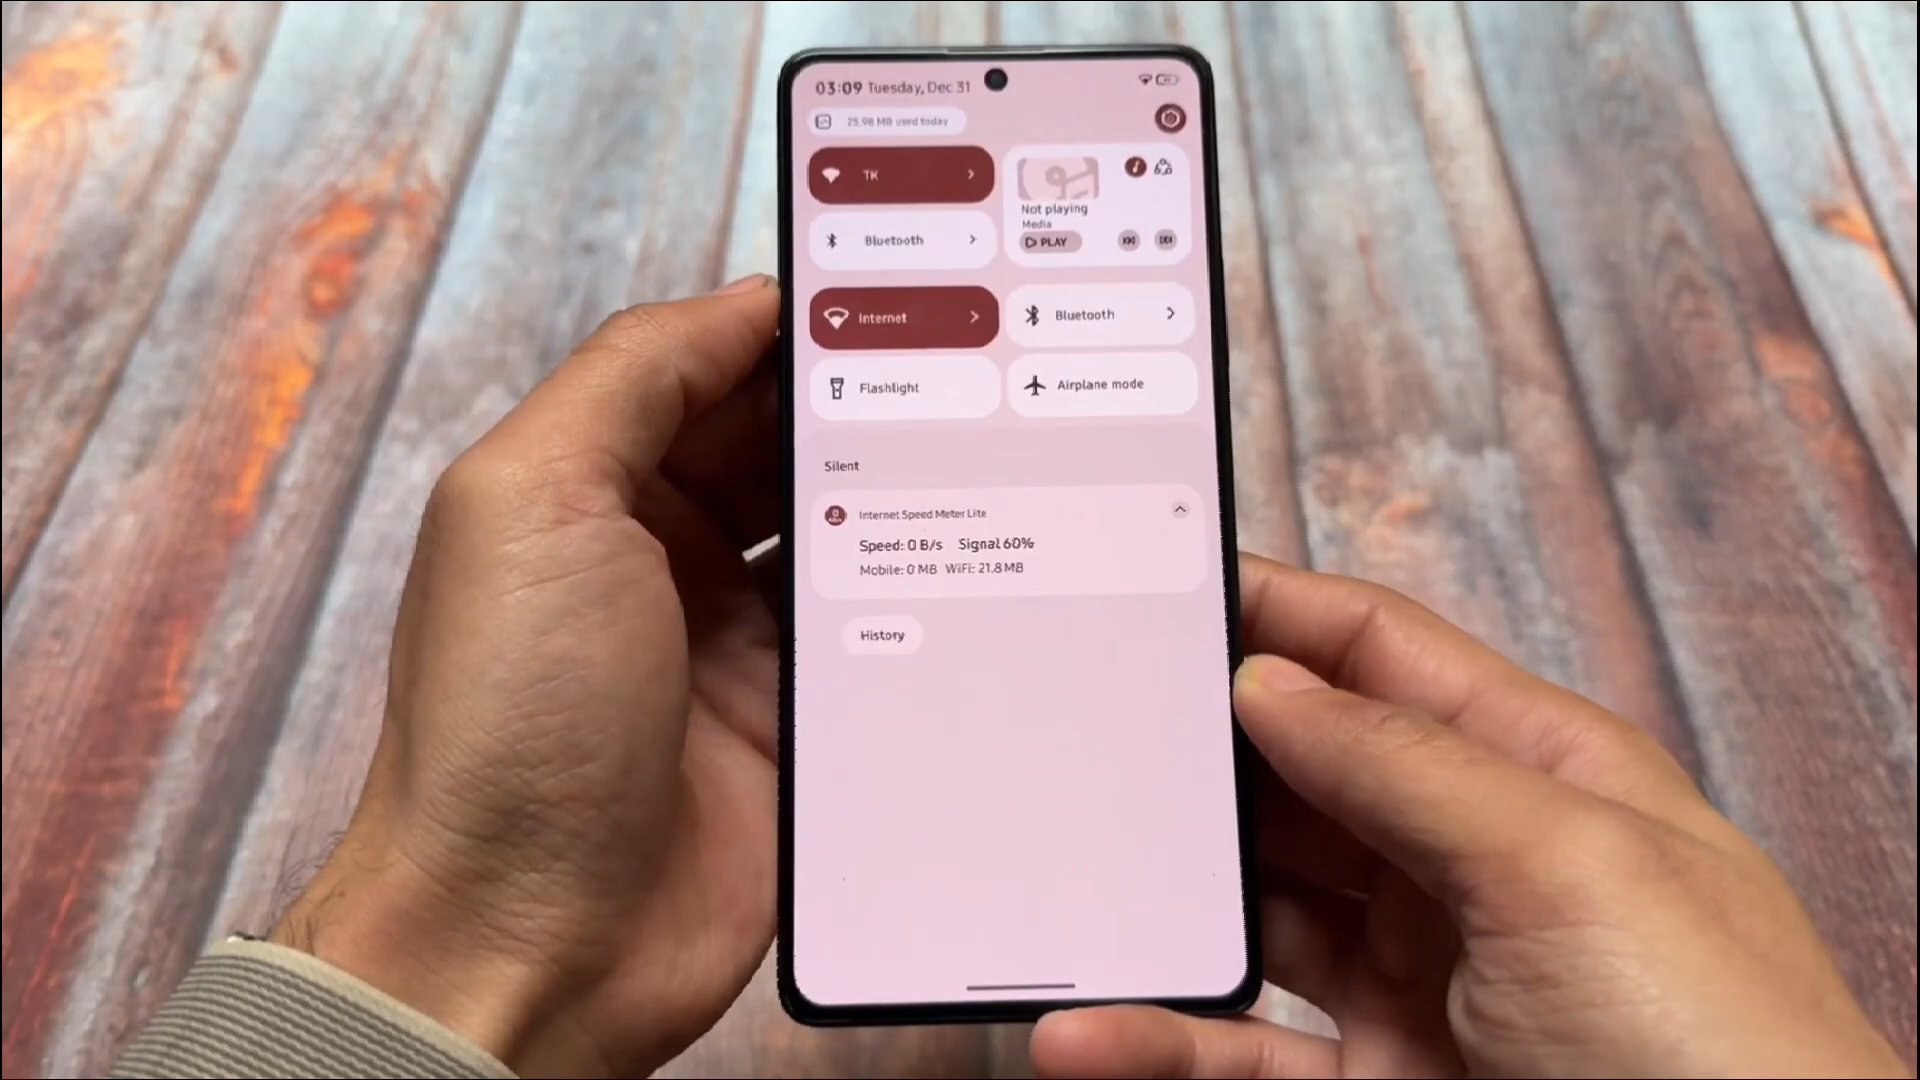 03:09 Tuesday, Dec 31
25.98 MB used today
TK
Bluetooth
Not playing
Media
PLAY
Internet
Bluetooth
Flashlight
Airplane mode
Silent
Internet Speed Meter Lite
Speed: 0 B/s Signal 60%
Mobile: 0 MB WiFi: 21.8 MB
History